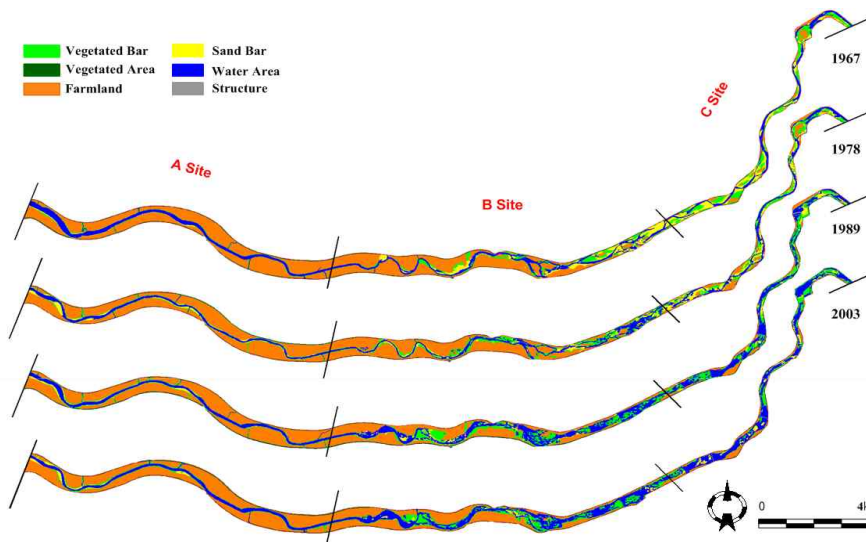 Vegetated Bar
Sand Bar
Vegetated Area
Water Area
Farmland
Structure
A Site
B Site
C Site
1967
1978
1989
2003
0